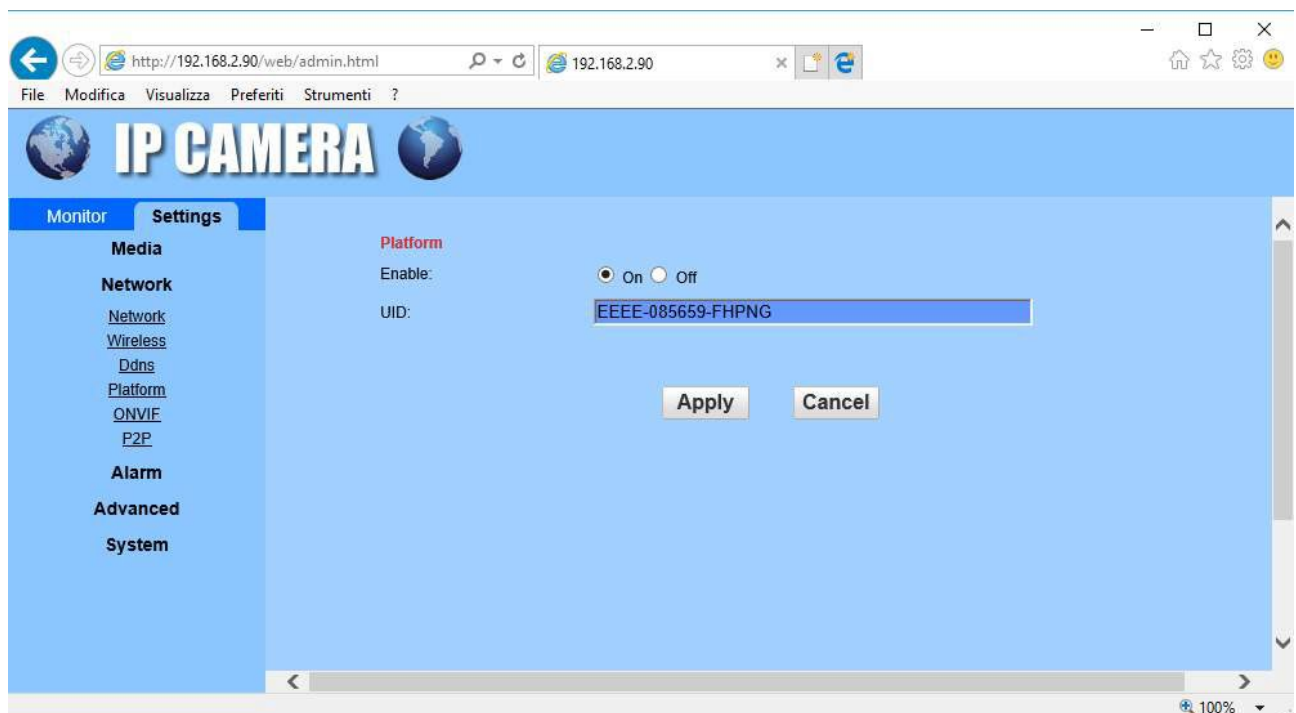 http://192.168.2.90/web/admin.html 192.168.2.90
File Modifica Visualizza Preferiti Strumenti ?
IP CAMERA
Monitor Settings
Media
Network
Network
Wireless
Ddns
Platform
ONVIF
P2P
Alarm
Advanced
System
Platform
Enable: On Off
UID: EEEE-085659-FHPNG
Apply Cancel
100%